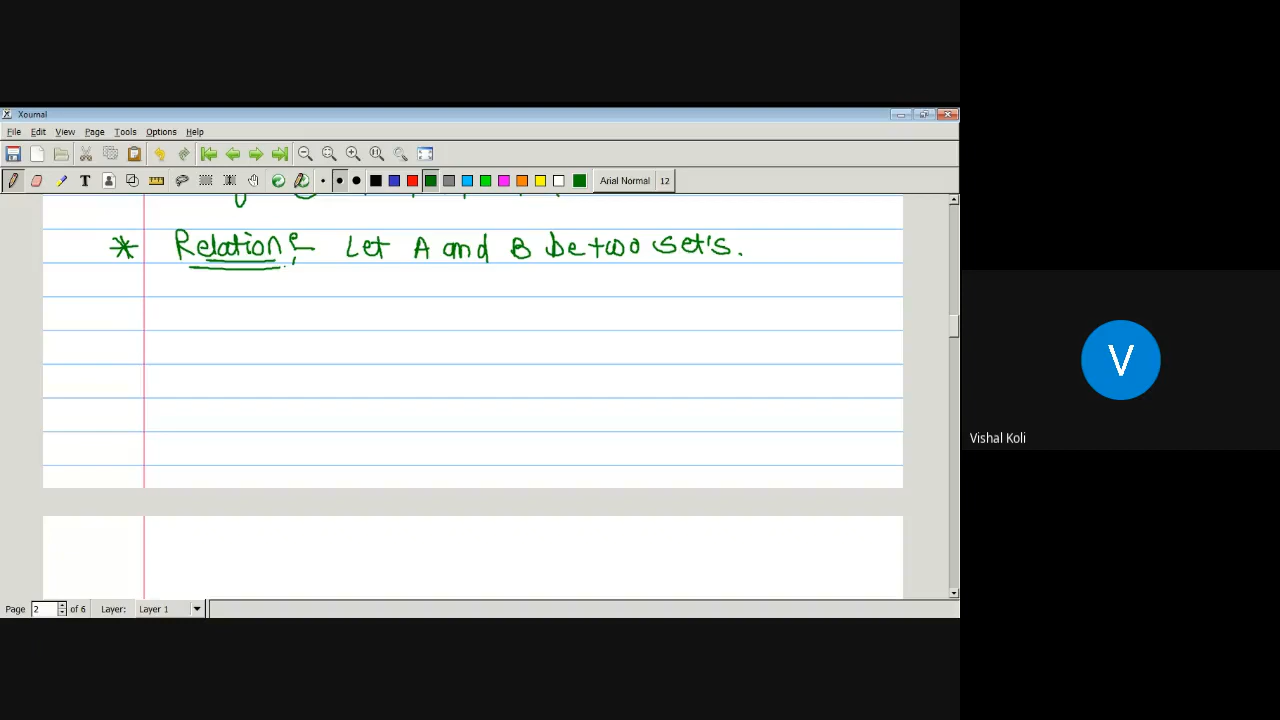 Xournal
File Edit View Page Tools Options Help
T Arial Normal 12
* Relation:- Let A and B be two set's.
V
Vishal Koli
Page 2 of 6 Layer: Layer 1